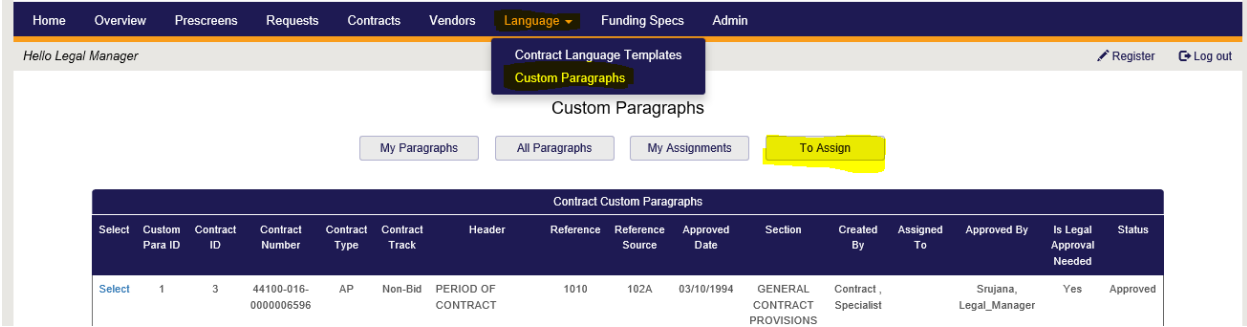 Home Overview Prescreens Requests Contracts Vendors Language Funding Specs Admin
Hello Legal Manager
Contract Language Templates
Custom Paragraphs
Register Log out
Custom Paragraphs
My Paragraphs All Paragraphs My Assignments To Assign
Contract Custom Paragraphs
Select Custom Para ID Contract ID Contract Number Contract Type Contract Track Header Reference Reference Source Approved Date Section Created By Assigned To Approved By Is Legal Approval Needed Status
Select 1 3 44100-016-0000006596 AP Non-Bid PERIOD OF CONTRACT 1010 102A 03/10/1994 GENERAL CONTRACT PROVISIONS Contract , Specialist Srujana, Legal_Manager Yes Approved